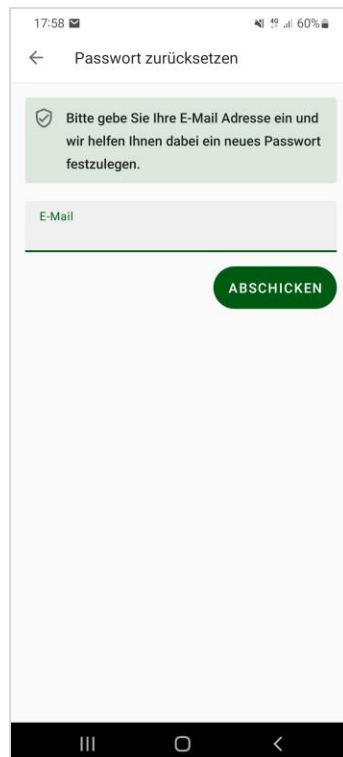 17:58 60%
Passwort zurücksetzen
Bitte gebe Sie Ihre E-Mail Adresse ein und
wir helfen Ihnen dabei ein neues Passwort
festzulegen.
E-Mail
ABSCHICKEN